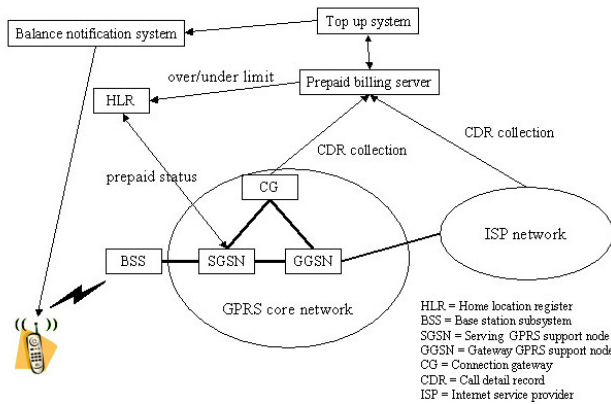 Top up system
Balance notification system
over/under limit
Prepaid billing server
HLR
CDR collection
CDR collection
prepaid status
CG
ISP network
BSS
SGSN
GGSN
GPRS core network
HLR = Home location register
BSS = Base station subsystem
SGSN = Serving GPRS support node
GGSN = Gateway GPRS support node
CG = Connection gateway
CDR = Call detail record
ISP = Internet service provider